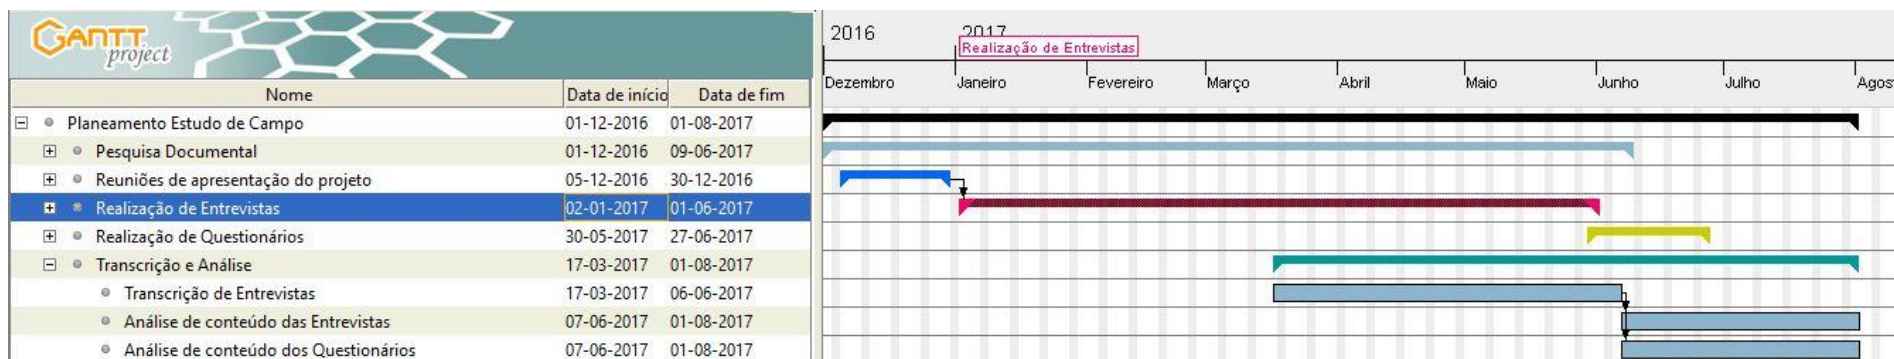 GANTT
project
2016 2017
Realização de Entrevistas
Dezembro Janeiro Fevereiro Março Abril Maio Junho Julho Agos
Nome Data de início Data de fim
Planeamento Estudo de Campo 01-12-2016 01-08-2017
Pesquisa Documental 01-12-2016 09-06-2017
Reuniões de apresentação do projeto 05-12-2016 30-12-2016
Realização de Entrevistas 02-01-2017 01-06-2017
Realização de Questionários 30-05-2017 27-06-2017
Transcrição e Análise 17-03-2017 01-08-2017
Transcrição de Entrevistas 17-03-2017 06-06-2017
Análise de conteúdo das Entrevistas 07-06-2017 01-08-2017
Análise de conteúdo dos Questionários 07-06-2017 01-08-2017